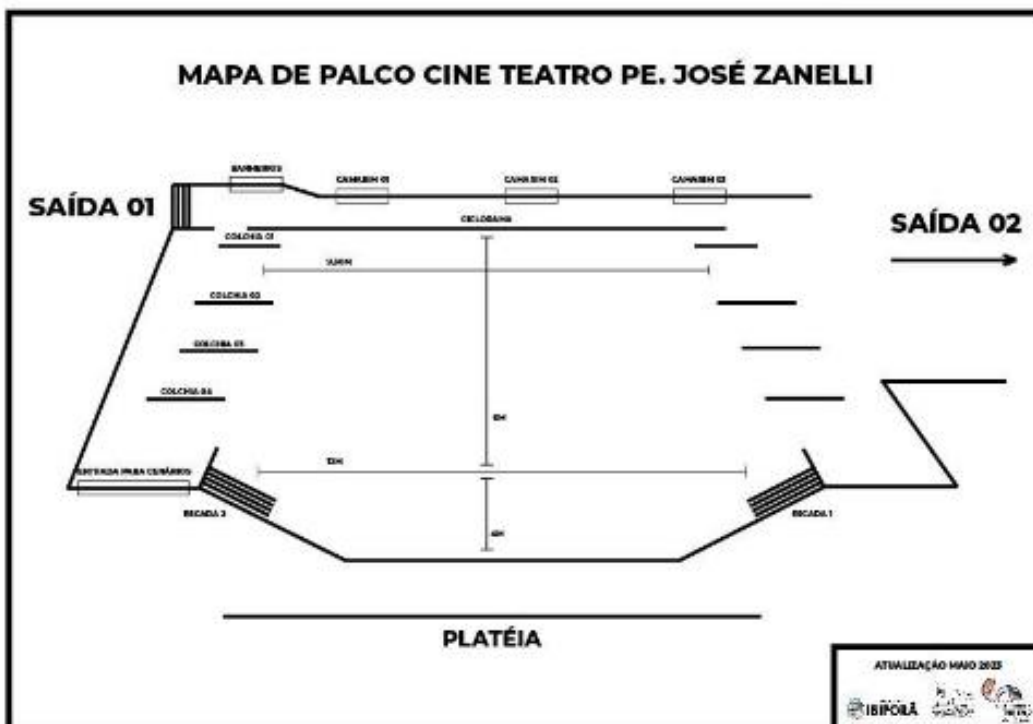 MAPA DE PALCO CINE TEATRO PE. JOSÉ ZANELLI
BANHEIROS
CAMARIM 01
CAMARIM 02
CAMARIM 03
SAÍDA 01
CICLORAMA
SAÍDA 02
COLCHIA 01
COLCHIA 02
COLCHIA 03
COLCHIA 04
12M
ENTRADA PARA CENÁRIOS
ESCADA 2
ESCADA 1
PLATÉIA
ATUALIZAÇÃO MAIO 2023
IBIPORÃ